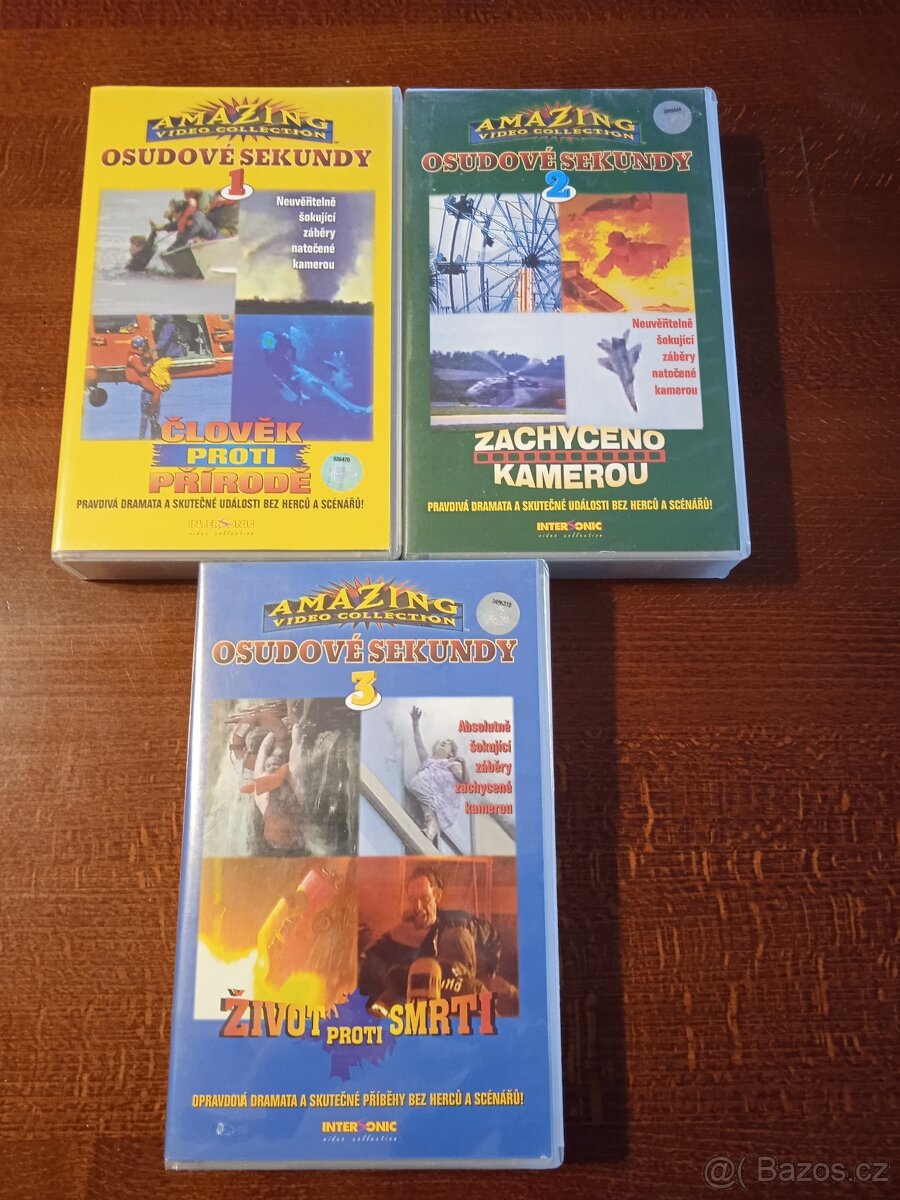 AMAZING
VIDEO COLLECTION
OSUDOVÉ SEKUNDY
1
Neuvěřitelně
šokující
záběry
natočené
kamerou
ČLOVĚK
PROTI
PŘÍRODĚ
PRAVDIVÁ DRAMATA A SKUTEČNÉ UDÁLOSTI BEZ HERCŮ A SCÉNÁŘŮ!
INTERSONIC
video collection
AMAZING
VIDEO COLLECTION
OSUDOVÉ SEKUNDY
2
Neuvěřitelně
šokující
záběry
natočené
kamerou
ZACHYCENO
KAMEROU
PRAVDIVÁ DRAMATA A SKUTEČNÉ UDÁLOSTI BEZ HERCŮ A SCÉNÁŘŮ!
INTERSONIC
video collection
AMAZING
VIDEO COLLECTION
TM
OSUDOVÉ SEKUNDY
3
Absolutně
šokující
záběry
zachycené
kamerou
ŽIVOT PROTI SMRTI
OPRAVDOVÁ DRAMATA A SKUTEČNÉ PŘÍBĚHY BEZ HERCŮ A SCÉNÁŘŮ!
INTERSONIC
video collection
@( Bazos.cz